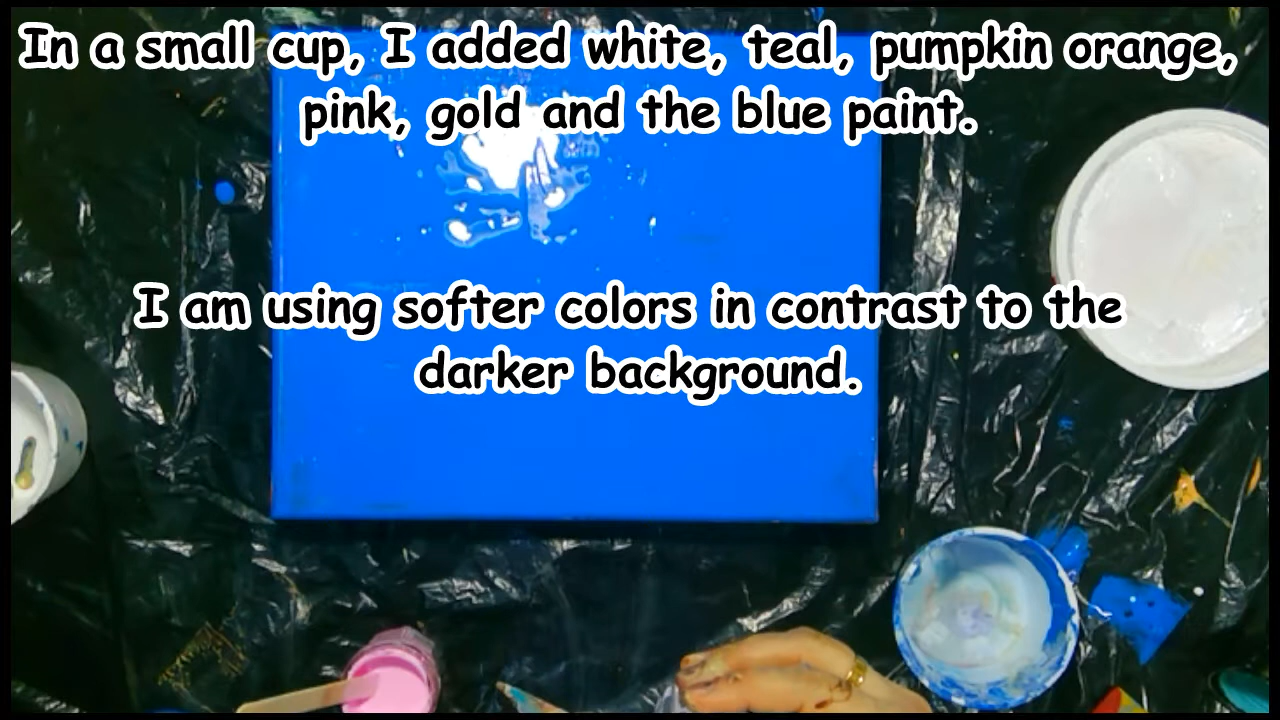 In a small cup, I added white, teal, pumpkin orange,
pink, gold and the blue paint.
I am using softer colors in contrast to the
darker background.